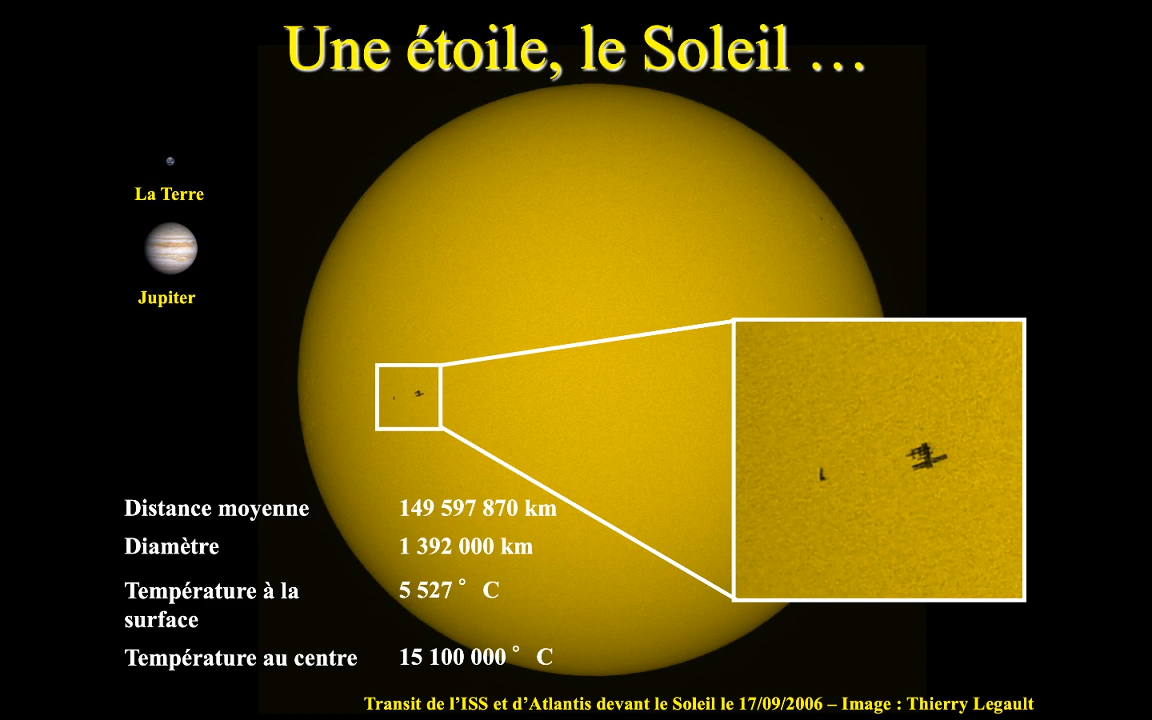 Une étoile, le Soleil …
La Terre
Jupiter
Distance moyenne 149 597 870 km
Diamètre 1 392 000 km
Température à la surface 5 527 ° C
Température au centre 15 100 000 ° C
Transit de l’ISS et d’Atlantis devant le Soleil le 17/09/2006 – Image : Thierry Legault